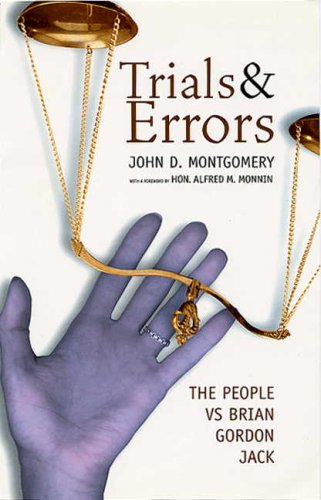 Trials &
Errors
JOHN D. MONTGOMERY
WITH A FOREWORD BY HON. ALFRED M. MONNIN
THE PEOPLE
VS BRIAN
GORDON
JACK